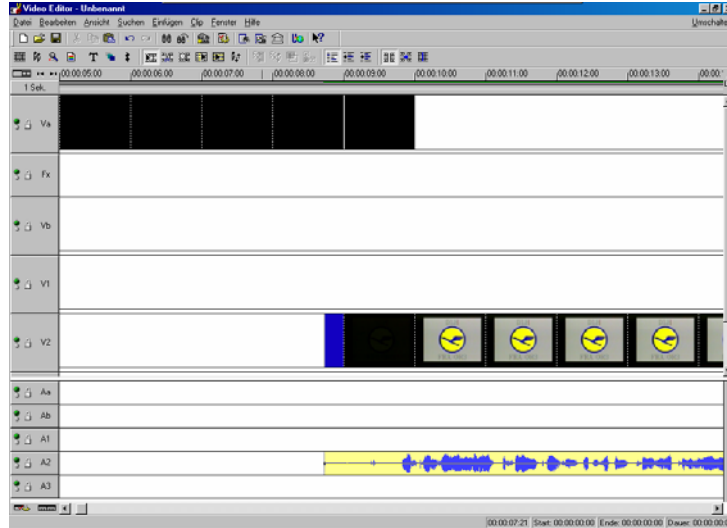 Video Editor - Unbenannt
Datei Bearbeiten Ansicht Suchen Einfügen Clip Fenster Hilfe Umschalte
00:00:05:00 00:00:06:00 00:00:07:00 00:00:08:00 00:00:09:00 00:00:10:00 00:00:11:00 00:00:12:00 00:00:13:00 00:00:
1 Sek.
Va
Fx
Vb
V1
V2
Aa
Ab
A1
A2
A3
00:00:07:21 Start: 00:00:00:00 Ende: 00:00:00:00 Dauer: 00:00:00: